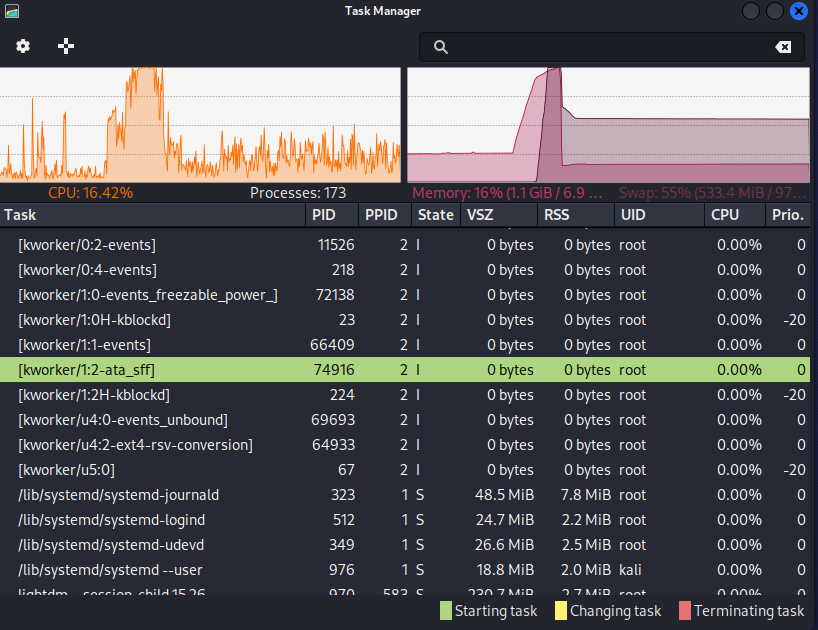 Task Manager
CPU: 16.42% Processes: 173 Memory: 16% (1.1 GiB / 6.9 ... Swap: 55% (533.4 MiB / 97...
Task PID PPID State VSZ RSS UID CPU Prio.
[kworker/0:2-events] 11526 2 I 0 bytes 0 bytes root 0.00% 0
[kworker/0:4-events] 218 2 I 0 bytes 0 bytes root 0.00% 0
[kworker/1:0-events_freezable_power_] 72138 2 I 0 bytes 0 bytes root 0.00% 0
[kworker/1:0H-kblockd] 23 2 I 0 bytes 0 bytes root 0.00% -20
[kworker/1:1-events] 66409 2 I 0 bytes 0 bytes root 0.00% 0
[kworker/1:2-ata_sff] 74916 2 I 0 bytes 0 bytes root 0.00% 0
[kworker/1:2H-kblockd] 224 2 I 0 bytes 0 bytes root 0.00% -20
[kworker/u4:0-events_unbound] 69693 2 I 0 bytes 0 bytes root 0.00% 0
[kworker/u4:2-ext4-rsv-conversion] 64933 2 I 0 bytes 0 bytes root 0.00% 0
[kworker/u5:0] 67 2 I 0 bytes 0 bytes root 0.00% -20
/lib/systemd/systemd-journald 323 1 S 48.5 MiB 7.8 MiB root 0.00% 0
/lib/systemd/systemd-logind 512 1 S 24.7 MiB 2.2 MiB root 0.00% 0
/lib/systemd/systemd-udevd 349 1 S 26.6 MiB 2.5 MiB root 0.00% 0
/lib/systemd/systemd --user 976 1 S 18.8 MiB 2.0 MiB kali 0.00% 0
lightdm --session-child 15 26 970 583 S 230.7 MiB 2.7 MiB root 0.00% 0
Starting task Changing task Terminating task